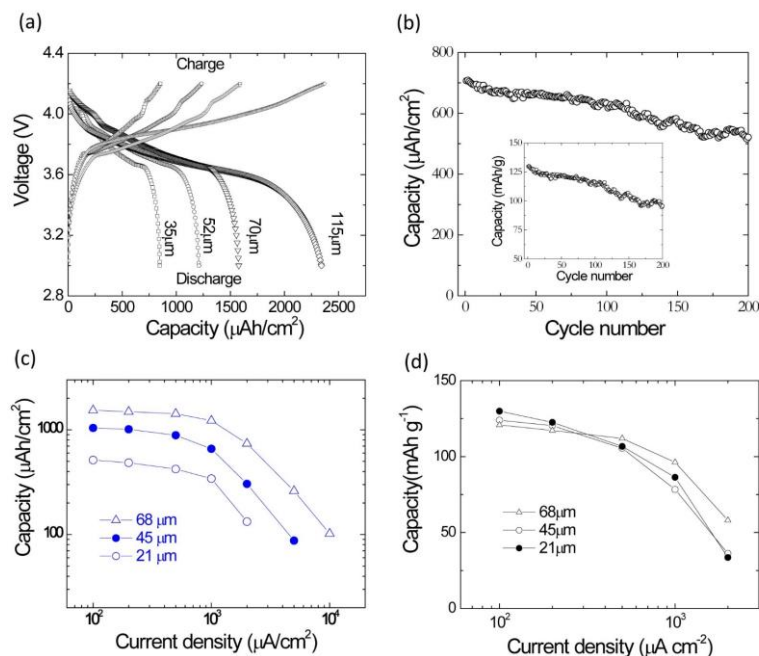 (a)
4.4
4.0
3.6
3.2
2.8
Voltage (V)
Charge
35μm
52μm
70μm
115μm
Discharge
0 500 1000 1500 2000 2500
Capacity (μAh/cm²)
(b)
800
600
400
200
0
Capacity (μAh/cm²)
150
125
100
75
50
Capacity (mAh/g)
0 50 100 150 200
Cycle number
0 50 100 150 200
Cycle number
(c)
1000
100
Capacity (μAh/cm²)
68 μm
45 μm
21 μm
10² 10³ 10⁴
Current density (μA/cm²)
(d)
150
100
50
0
Capacity(mAh g⁻¹)
68μm
45μm
21μm
10² 10³
Current density (μA cm⁻²)